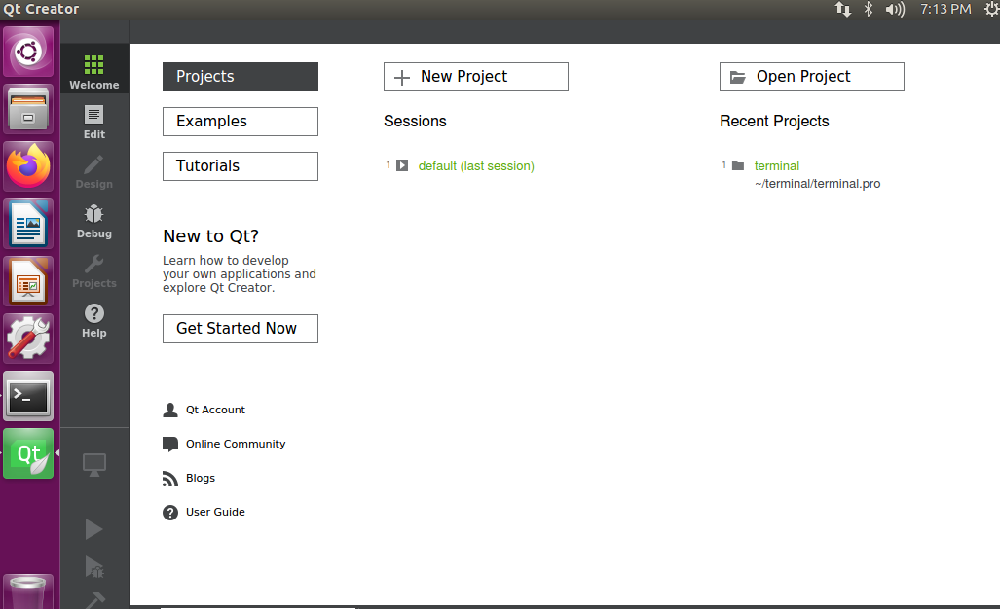 Qt Creator
7:13 PM
Welcome
Edit
Design
Debug
Projects
Help
Qt
Projects
Examples
Tutorials
New to Qt?
Learn how to develop
your own applications and
explore Qt Creator.
Get Started Now
Qt Account
Online Community
Blogs
User Guide
New Project
Sessions
1 default (last session)
Open Project
Recent Projects
1 terminal
~/terminal/terminal.pro